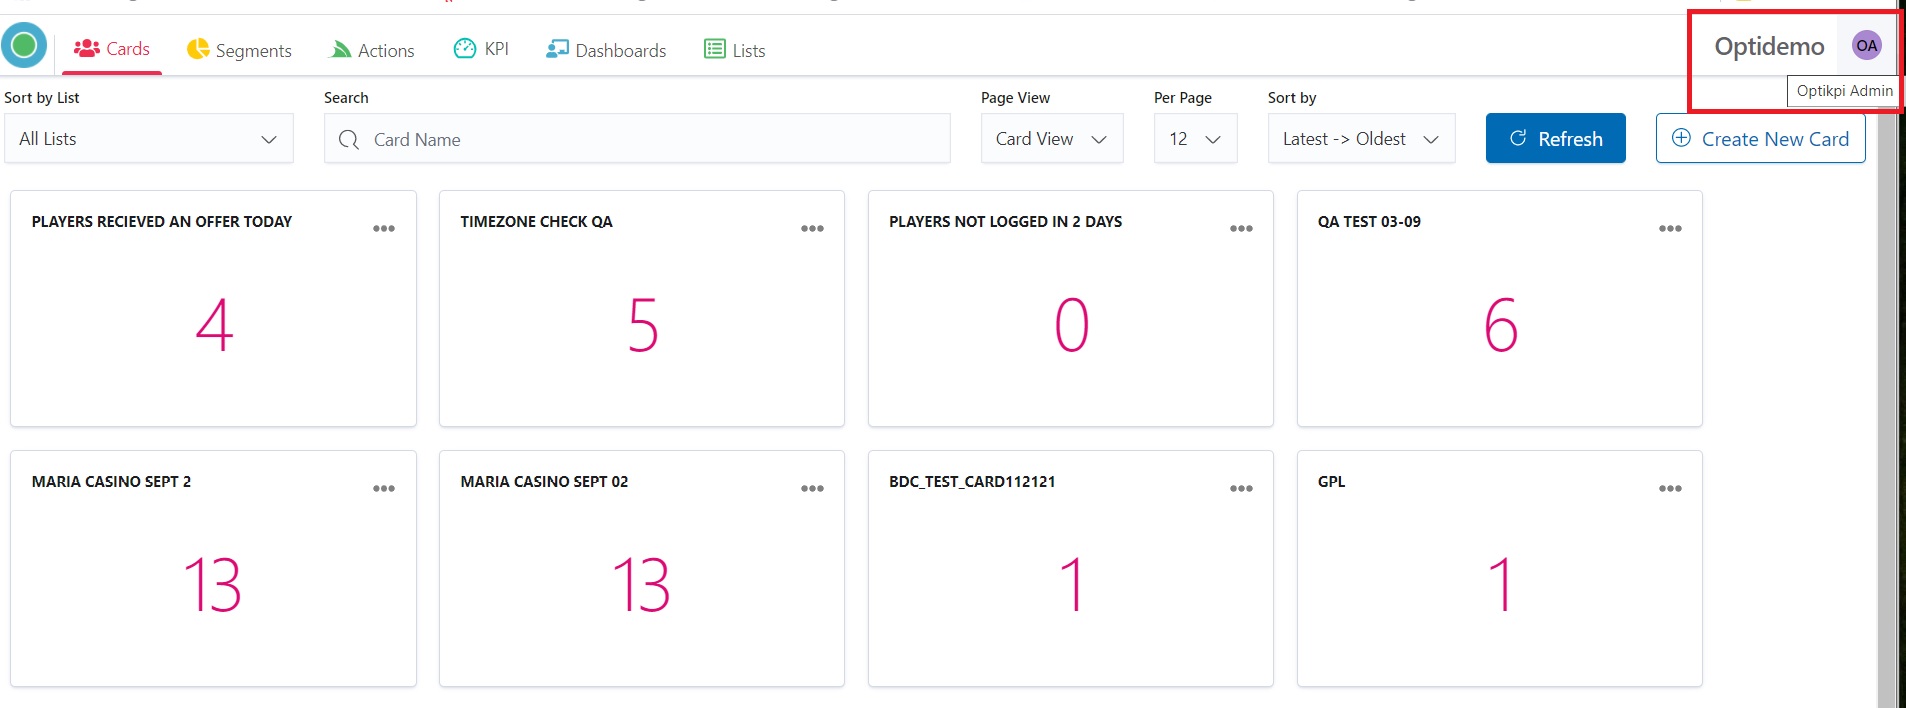 Cards Segments Actions KPI Dashboards Lists Optidemo OA
Optikpi Admin
Sort by List Search Page View Per Page Sort by
All Lists Card Name Card View 12 Latest -> Oldest Refresh Create New Card
PLAYERS RECIEVED AN OFFER TODAY TIMEZONE CHECK QA PLAYERS NOT LOGGED IN 2 DAYS QA TEST 03-09
4 5 0 6
MARIA CASINO SEPT 2 MARIA CASINO SEPT 02 BDC_TEST_CARD112121 GPL
13 13 1 1